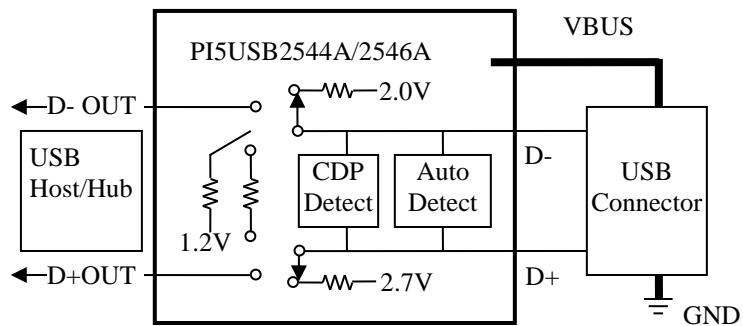 VBUS
PI5USB2544A/2546A
2.0V
D- OUT
USB
Host/Hub
D-
CDP
Detect
Auto
Detect
USB
Connector
1.2V
D+OUT
2.7V
D+
GND